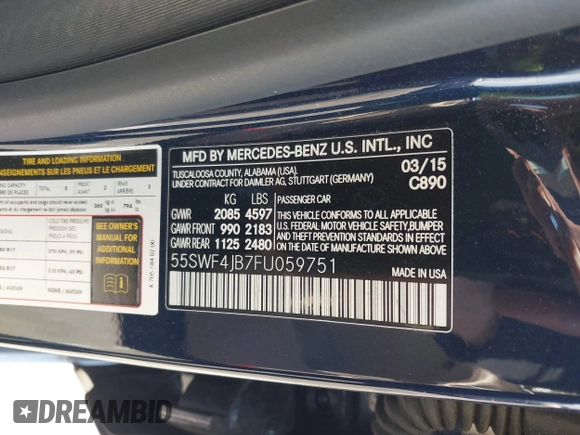 TIRE AND LOADING INFORMATION
RENSEIGNEMENTS SUR LES PNEUS ET LE CHARGEMENT
SEE OWNER'S
MANUAL FOR
ADDITIONAL
INFORMATION
MFD BY MERCEDES-BENZ U.S. INTL., INC
TUSCALOOSA COUNTY, ALABAMA (USA).
UNDER CONTRACT FOR DAIMLER AG, STUTTGART (GERMANY)
03/15
C890
KG LBS
GWR 2085 4597
GAWR FRONT 990 2183
GAWR REAR 1125 2480
PASSENGER CAR
THIS VEHICLE CONFORMS TO ALL APPLICABLE
U.S. FEDERAL MOTOR VEHICLE SAFETY,BUMPER
AND THEFT PREVENTION STANDARDS IN EFFECT
ON THE DATE OF MANUFACTURE SHOWN ABOVE
55SWF4JB7FU059751
MADE IN USA
DREAMBID